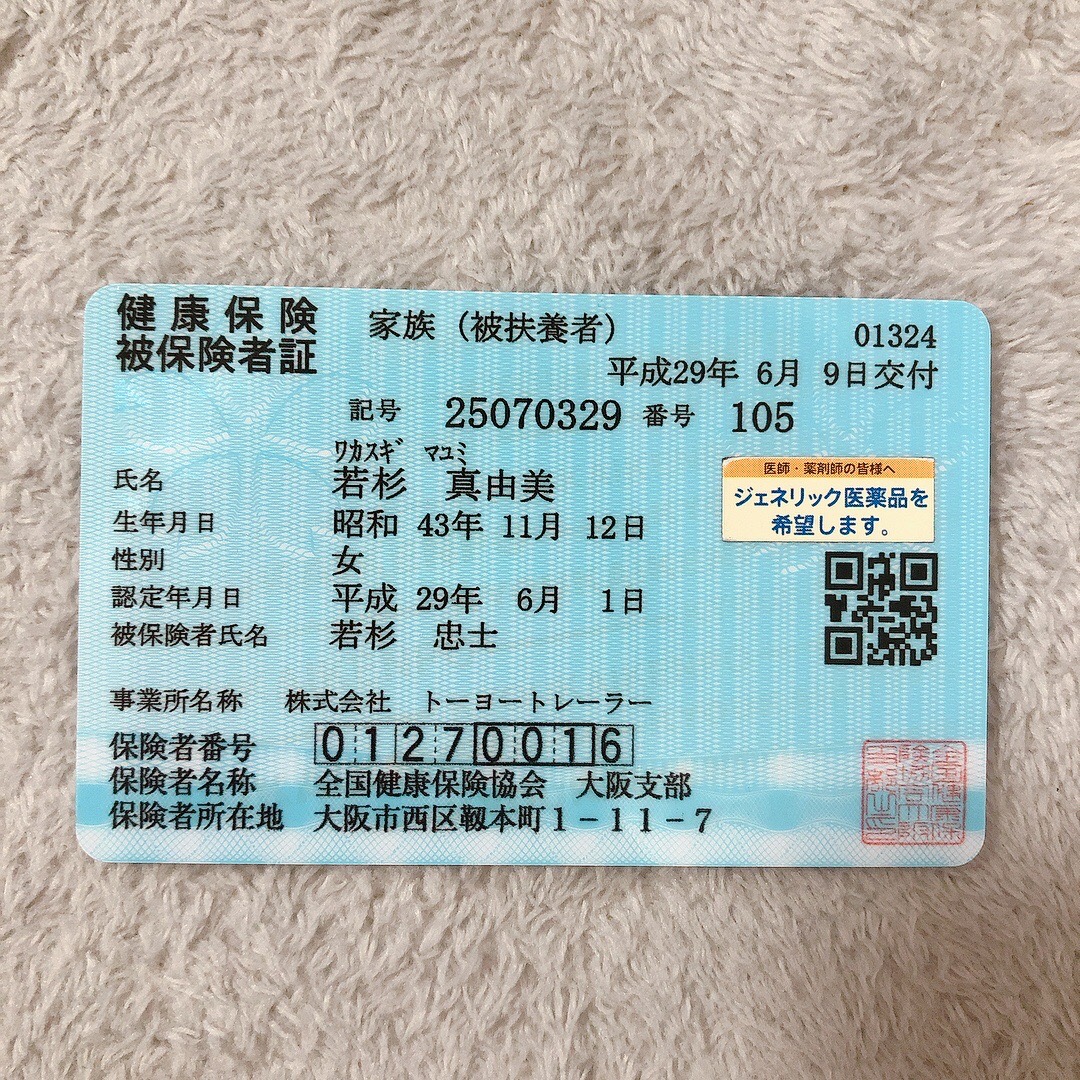 健康保険
被保険者証
家族（被扶養者）
01324
平成29年 6月 9日交付
記号 25070329 番号 105
ﾜｶｽｷﾞ ﾏﾕﾐ
氏名 若杉 真由美
生年月日 昭和 43年 11月 12日
性別 女
認定年月日 平成 29年 6月 1日
被保険者氏名 若杉 忠士
医師・薬剤師の皆様へ
ジェネリック医薬品を
希望します。
事業所名称 株式会社 トーヨートレーラー
保険者番号 01270016
保険者名称 全国健康保険協会 大阪支部
保険者所在地 大阪市西区靱本町1－11－7